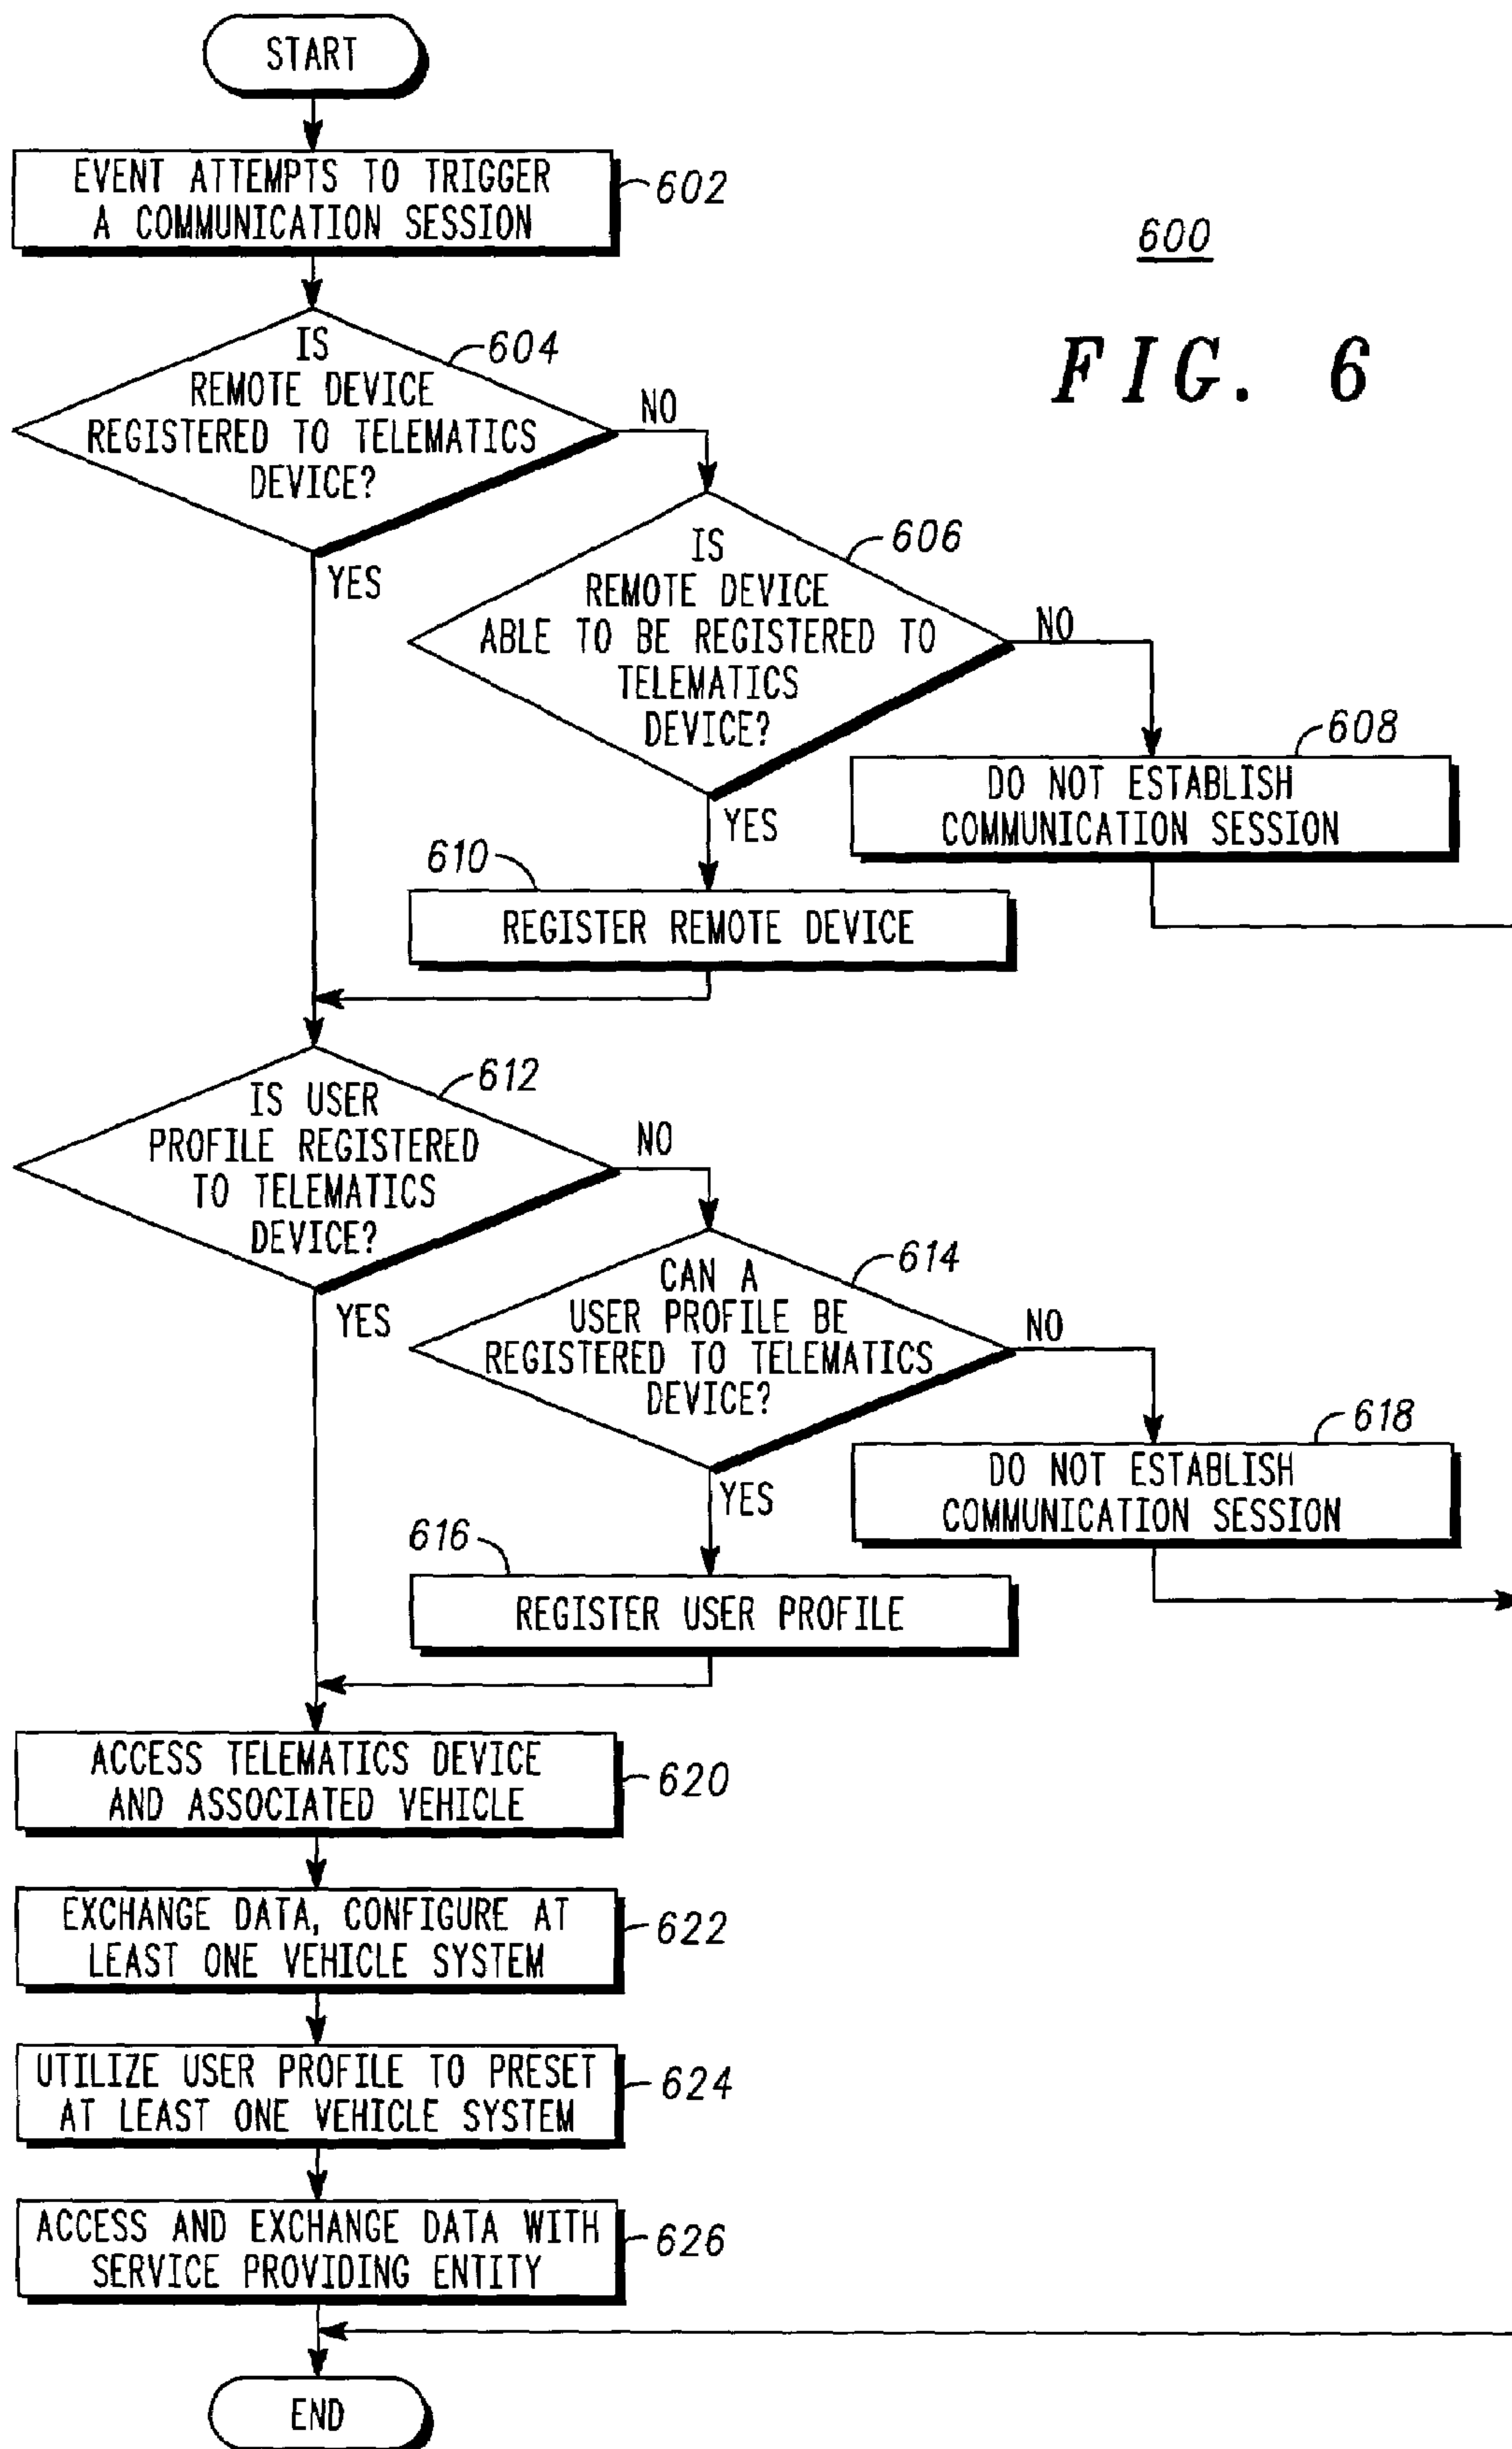 START
EVENT ATTEMPTS TO TRIGGER
A COMMUNICATION SESSION
602
600
FIG. 6
IS
REMOTE DEVICE
REGISTERED TO TELEMATICS
DEVICE?
604
NO
YES
IS
REMOTE DEVICE
ABLE TO BE REGISTERED TO
TELEMATICS
DEVICE?
606
NO
YES
608
DO NOT ESTABLISH
COMMUNICATION SESSION
610
REGISTER REMOTE DEVICE
IS USER
PROFILE REGISTERED
TO TELEMATICS
DEVICE?
612
NO
YES
CAN A
USER PROFILE BE
REGISTERED TO TELEMATICS
DEVICE?
614
NO
YES
618
DO NOT ESTABLISH
COMMUNICATION SESSION
616
REGISTER USER PROFILE
ACCESS TELEMATICS DEVICE
AND ASSOCIATED VEHICLE
620
EXCHANGE DATA, CONFIGURE AT
LEAST ONE VEHICLE SYSTEM
622
UTILIZE USER PROFILE TO PRESET
AT LEAST ONE VEHICLE SYSTEM
624
ACCESS AND EXCHANGE DATA WITH
SERVICE PROVIDING ENTITY
626
END